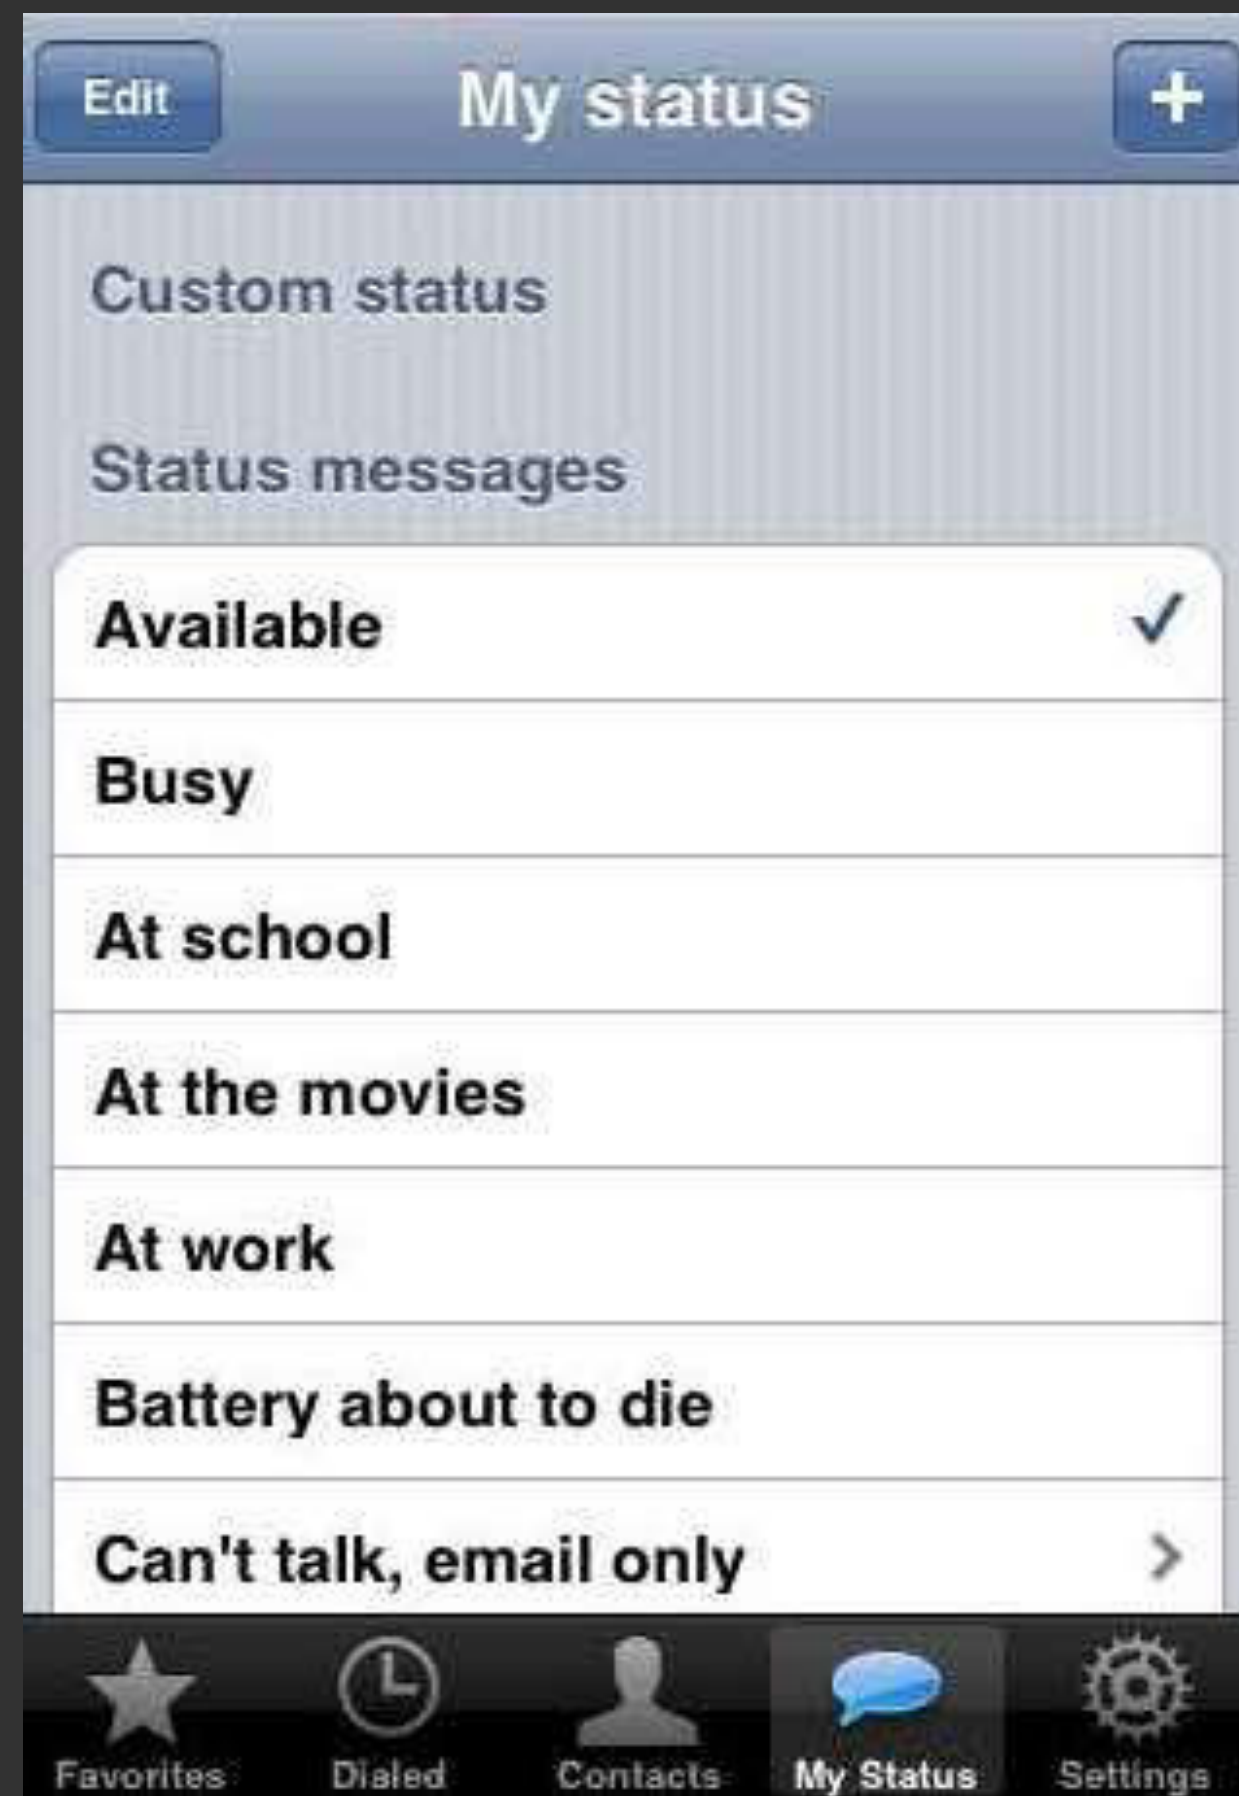 Edit My status +
Custom status
Status messages
Available
Busy
At school
At the movies
At work
Battery about to die
Can't talk, email only
Favorites Dialed Contacts My Status Settings